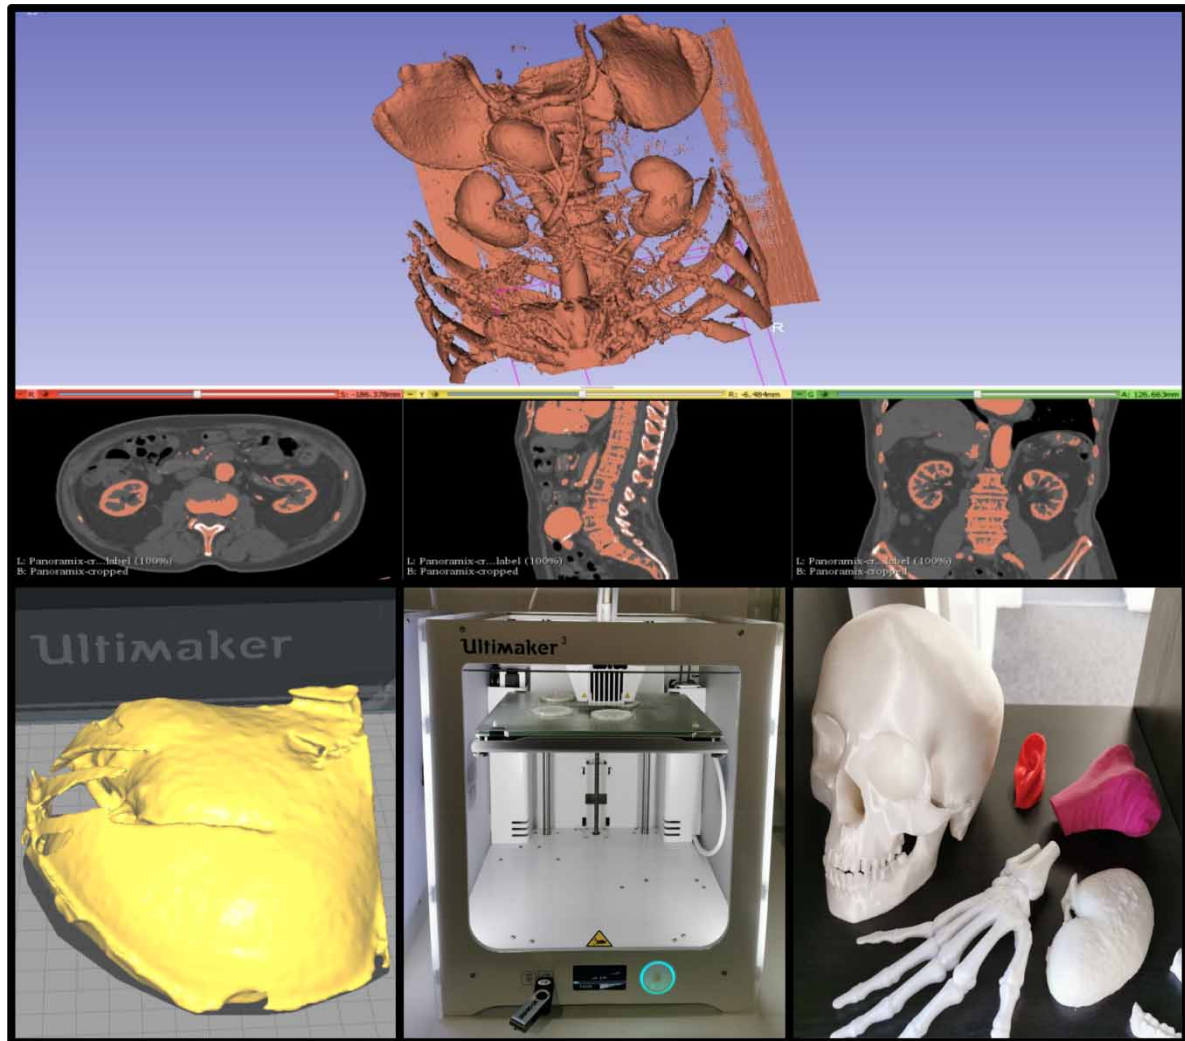 R
R S: -186.378mm
Y R: -6.484mm
G A: 126.663mm
L: Panoramix-cr...label (100%)
B: Panoramix-cropped
L: Panoramix-cr...label (100%)
B: Panoramix-cropped
L: Panoramix-cr...label (100%)
B: Panoramix-cropped
Ultimaker
Ultimaker 3